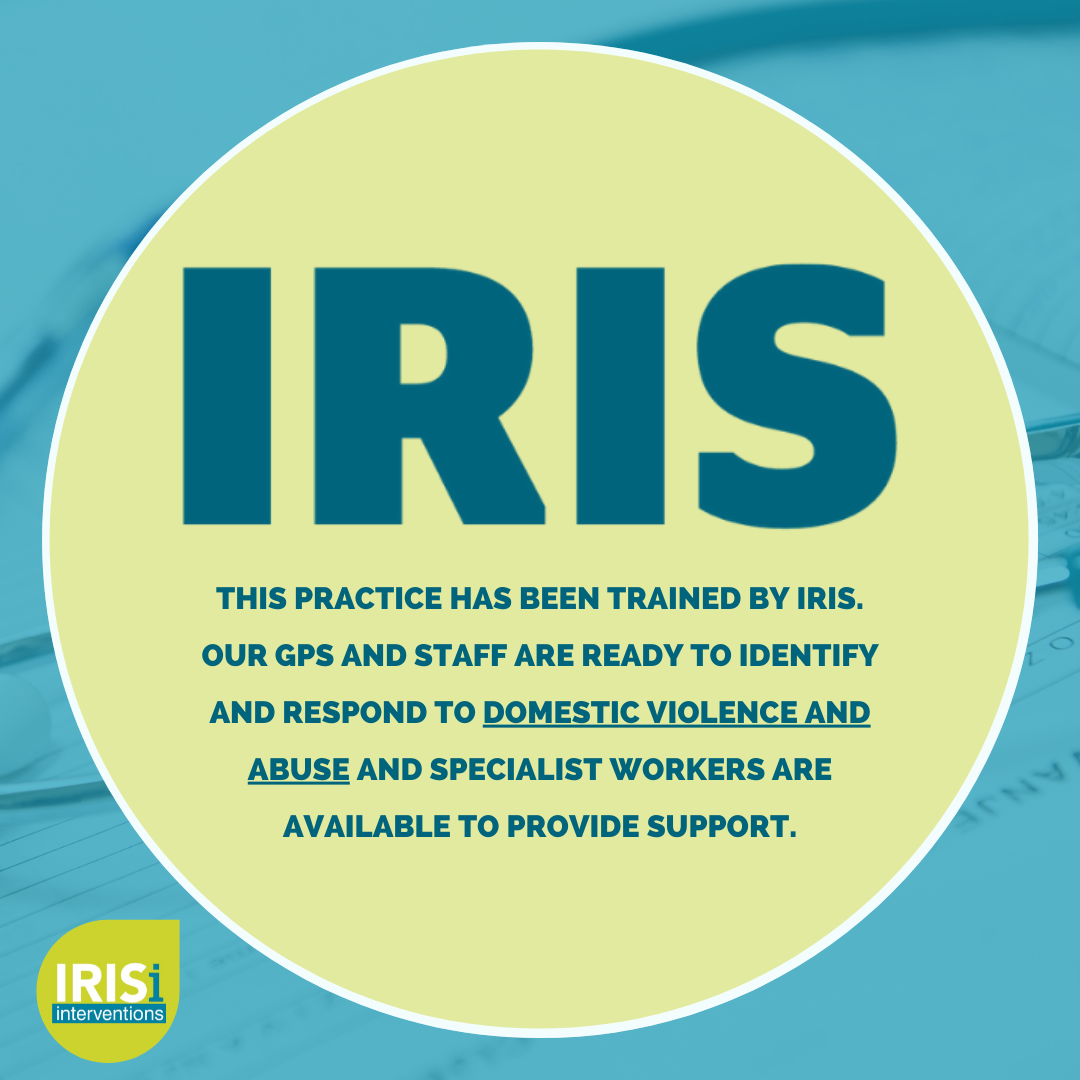 IRIS
THIS PRACTICE HAS BEEN TRAINED BY IRIS.
OUR GPS AND STAFF ARE READY TO IDENTIFY
AND RESPOND TO DOMESTIC VIOLENCE AND
ABUSE AND SPECIALIST WORKERS ARE
AVAILABLE TO PROVIDE SUPPORT.
IRISi
interventions